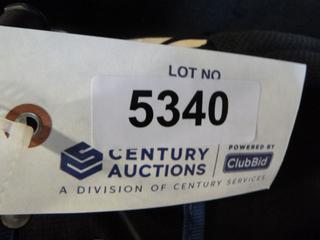 LOT NO
5340
CENTURY
AUCTIONS
POWERED BY
ClubBid
A DIVISION OF CENTURY SERVICES